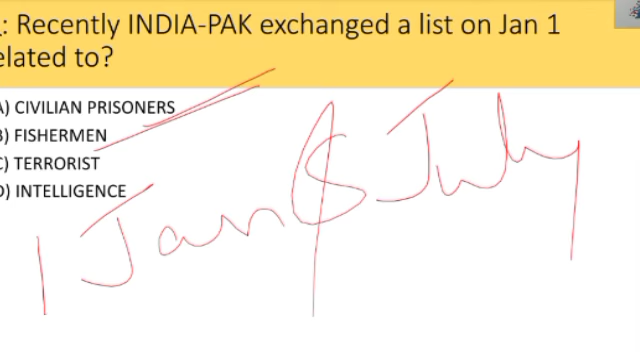 : Recently INDIA-PAK exchanged a list on Jan 1
elated to?
A) CIVILIAN PRISONERS
B) FISHERMEN
C) TERRORIST
D) INTELLIGENCE
1 Jan & July